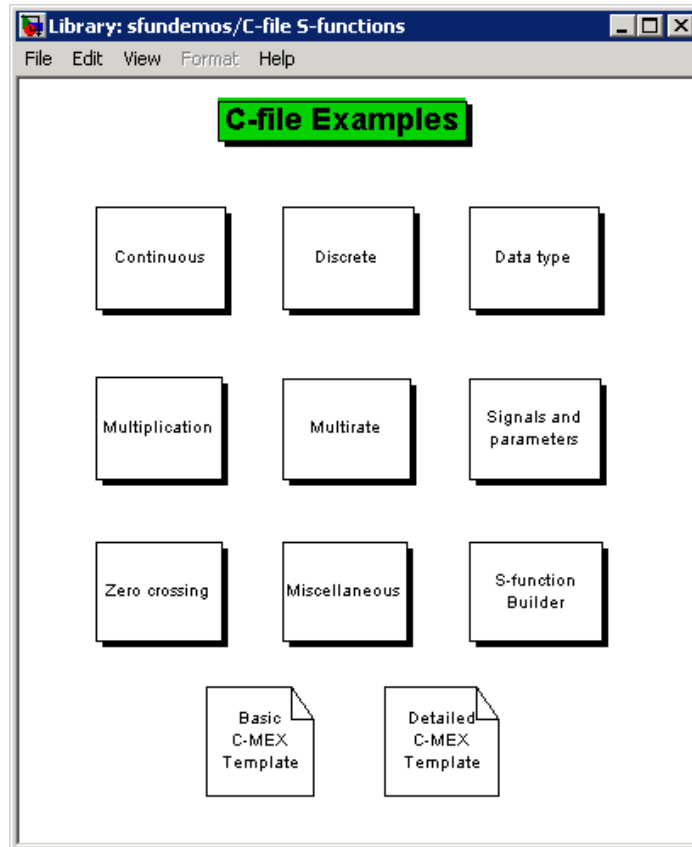 Library: sfundemos/C-file S-functions
File Edit View Format Help
C-file Examples
Continuous
Discrete
Data type
Multiplication
Multirate
Signals and
parameters
Zero crossing
Miscellaneous
S-function
Builder
Basic
C-MEX
Template
Detailed
C-MEX
Template